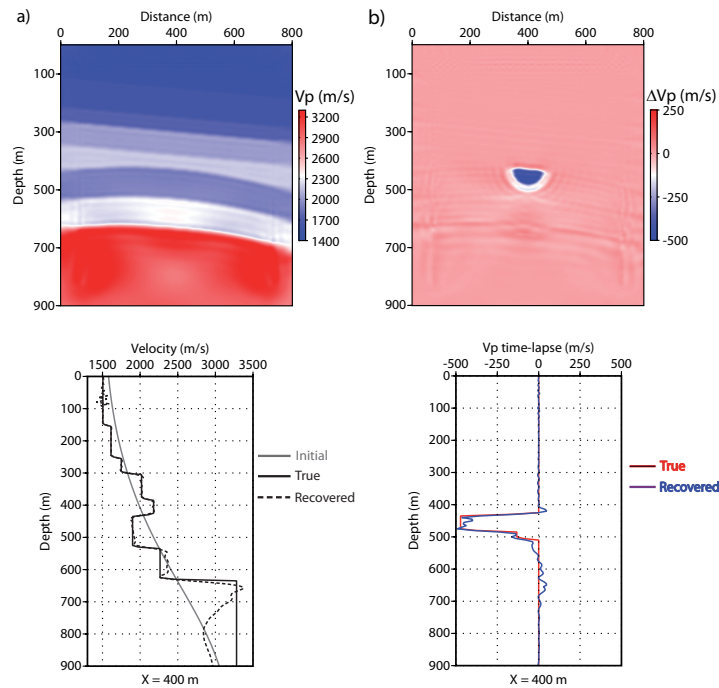 a)
Distance (m)
0 200 400 600 800
100
300
500
700
900
Depth (m)
Vp (m/s)
3200
2900
2600
2300
2000
1700
1400
b)
Distance (m)
0 200 400 600 800
100
300
500
700
900
Depth (m)
ΔVp (m/s)
250
0
-250
-500
Velocity (m/s)
1500 2000 2500 3000 3500
0
100
200
300
400
500
600
700
800
900
Depth (m)
Initial
True
Recovered
X = 400 m
Vp time-lapse (m/s)
-500 -250 0 250 500
0
100
200
300
400
500
600
700
800
900
Depth (m)
True
Recovered
X = 400 m